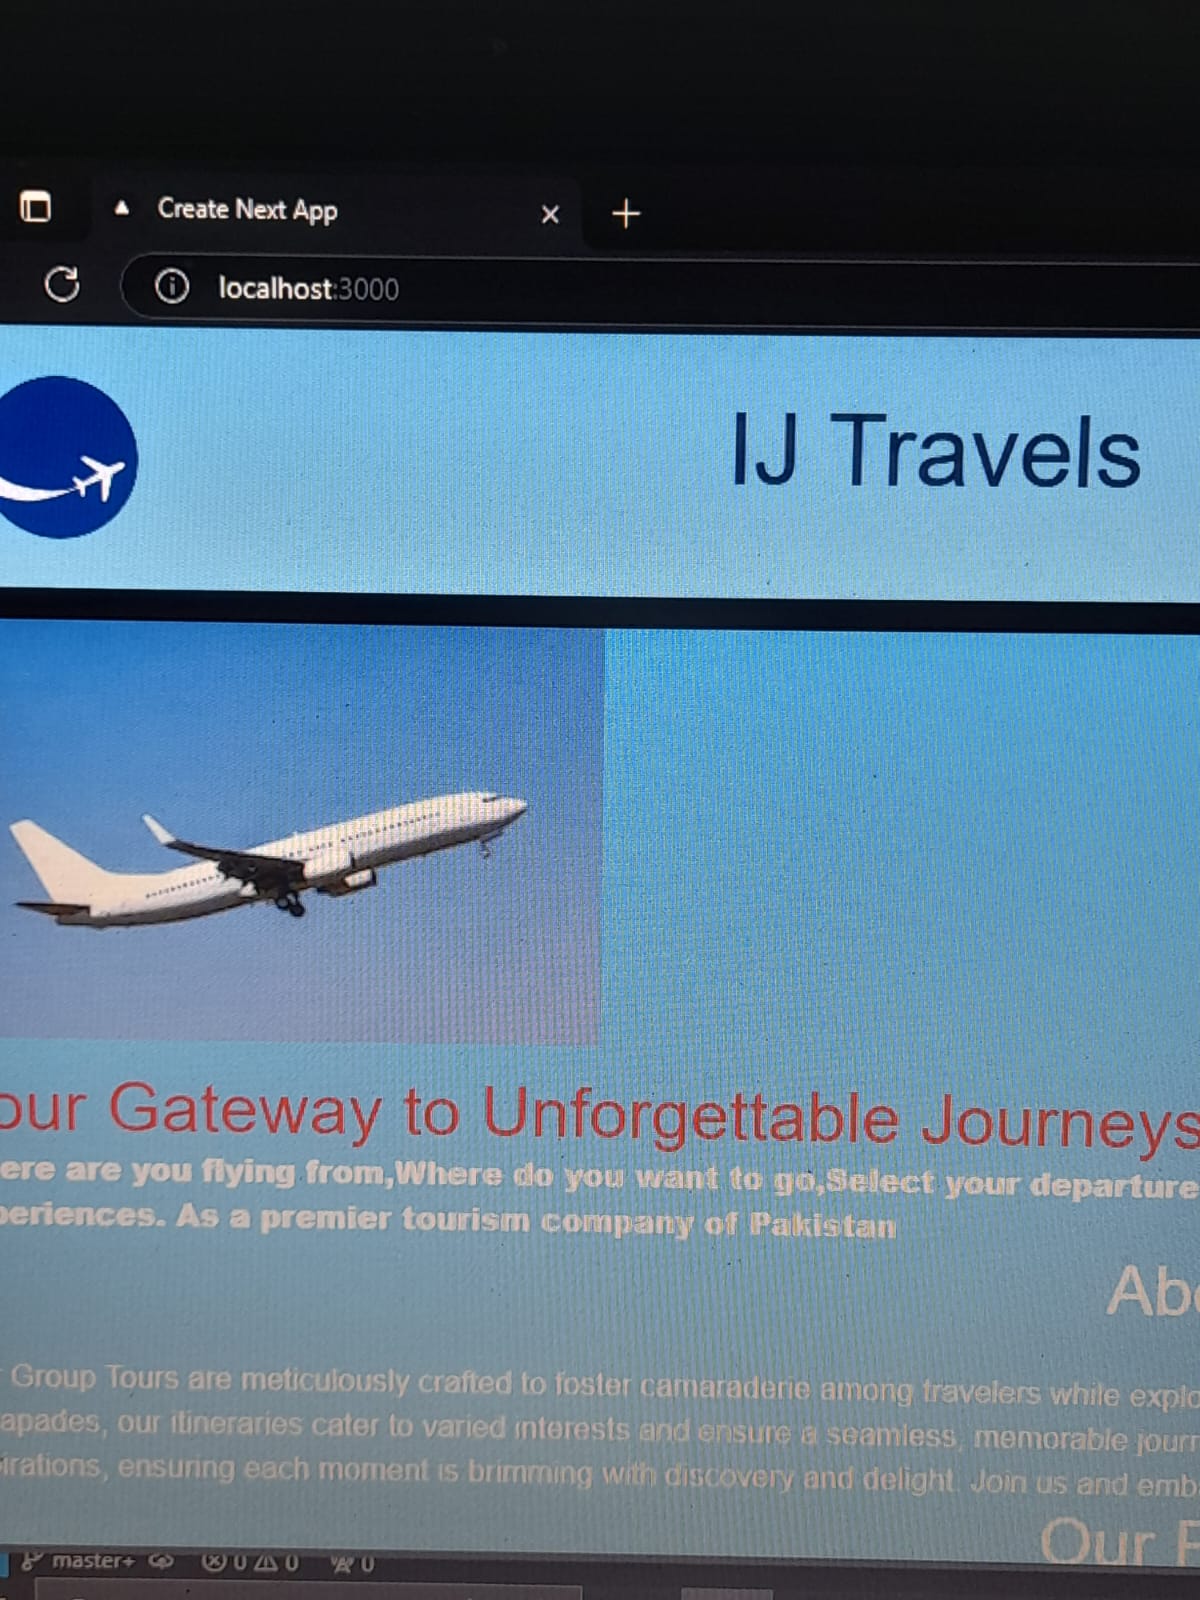 Create Next App
localhost:3000
IJ Travels
our Gateway to Unforgettable Journeys
ere are you flying from,Where do you want to go,Select your departure
periences. As a premier tourism company of Pakistan
Group Tours are meticulously crafted to foster camaraderie among travelers while explo
apades, our itineraries cater to varied interests and ensure a seamless, memorable journ
irations, ensuring each moment is brimming with discovery and delight. Join us and emb
Our
master+ 0 0 0